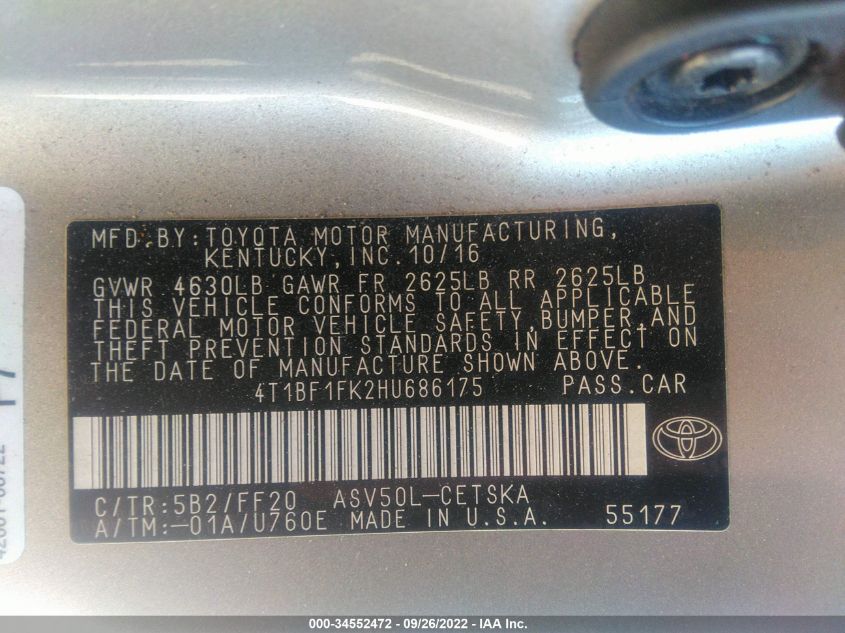 MFD.BY:TOYOTA MOTOR MANUFACTURING,
KENTUCKY,INC.10/16
GVWR 4630LB GAWR FR 2625LB RR 2625LB
THIS VEHICLE CONFORMS TO ALL APPLICABLE
FEDERAL MOTOR VEHICLE SAFETY,BUMPER,AND
THEFT PREVENTION STANDARDS IN EFFECT ON
THE DATE OF MANUFACTURE SHOWN ABOVE.
4T1BF1FK2HU686175 PASS.CAR
C/TR:5B2/FF20 ASV50L-CETSKA
A/TM:-01A/U760E MADE IN U.S.A. 55177
000-34552472 - 09/26/2022 - IAA Inc.